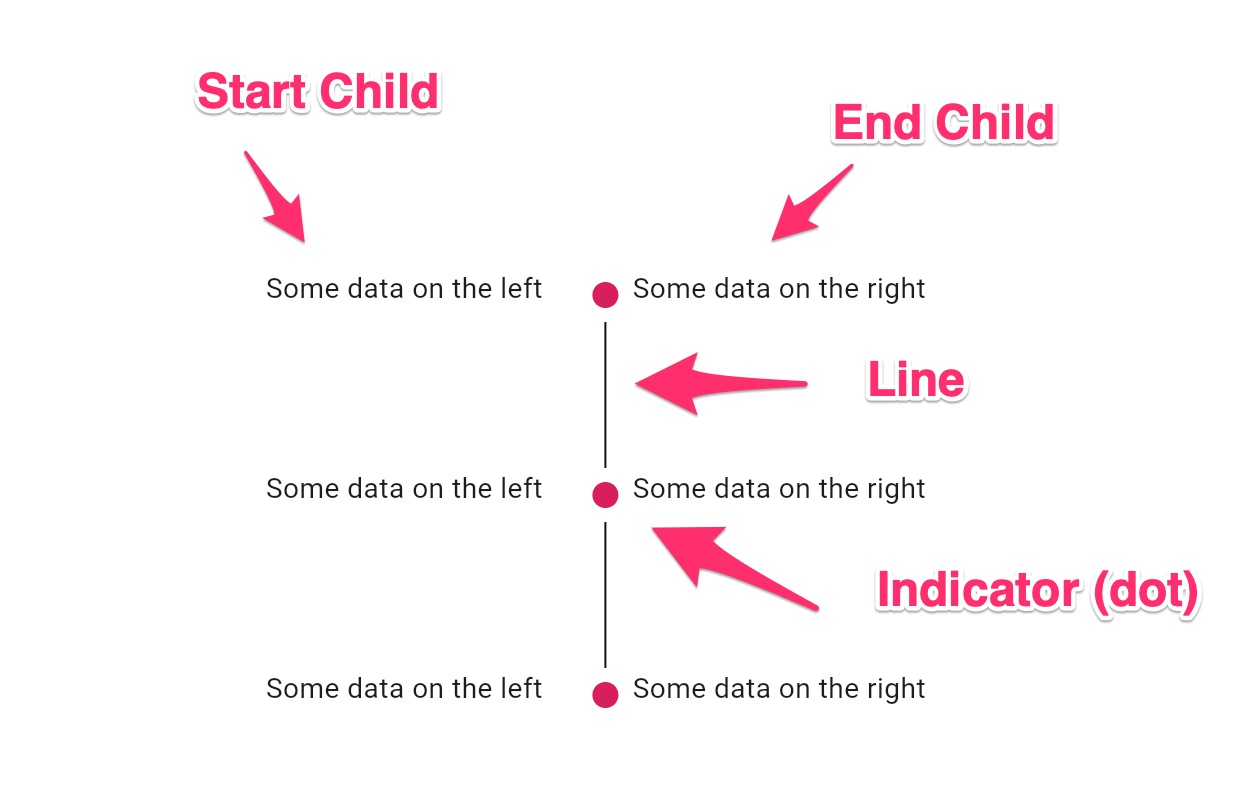 Start Child
End Child
Some data on the left
Some data on the right
Line
Some data on the left
Some data on the right
Indicator (dot)
Some data on the left
Some data on the right